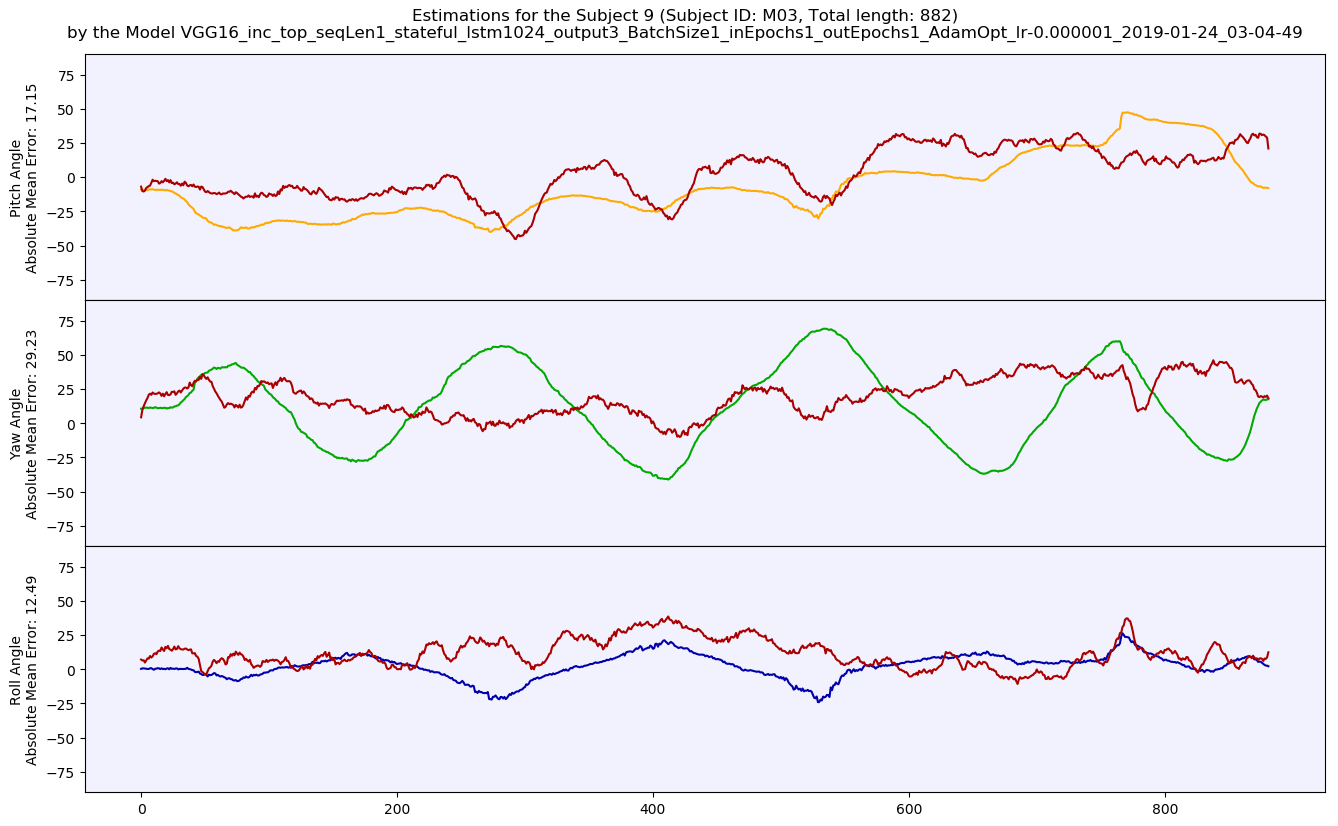 Estimations for the Subject 9 (Subject ID: M03, Total length: 882)
by the Model VGG16_inc_top_seqLen1_stateful_lstm1024_output3_BatchSize1_inEpochs1_outEpochs1_AdamOpt_lr-0.000001_2019-01-24_03-04-49
Pitch Angle
Absolute Mean Error: 17.15
75
50
25
0
−25
−50
−75
Yaw Angle
Absolute Mean Error: 29.23
75
50
25
0
−25
−50
−75
Roll Angle
Absolute Mean Error: 12.49
75
50
25
0
−25
−50
−75
0 200 400 600 800